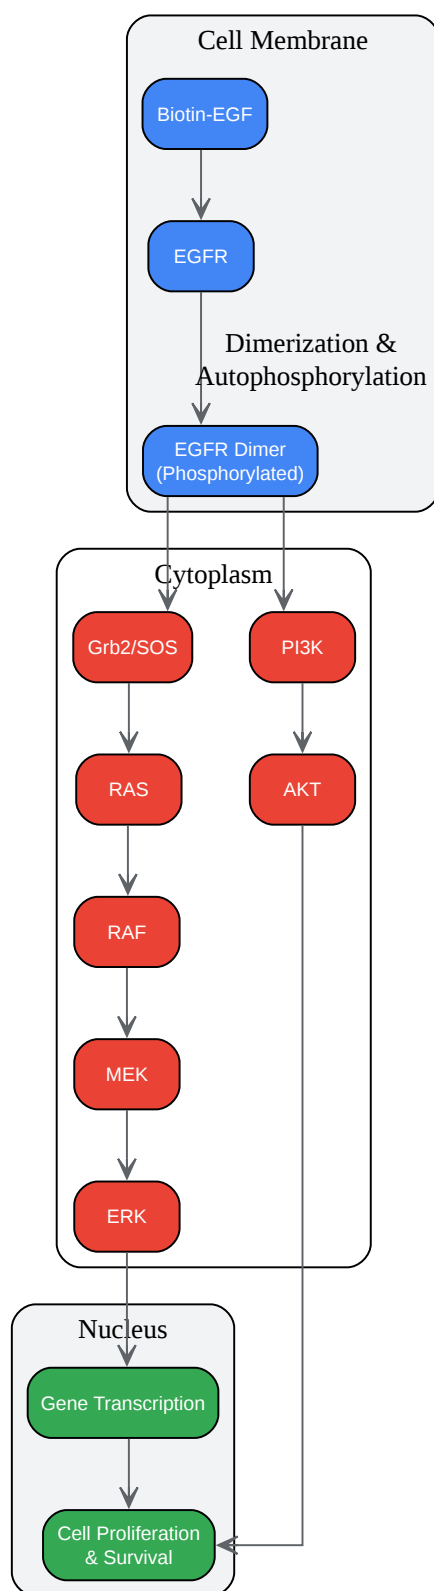 Cell Membrane
Biotin-EGF
EGFR
Dimerization &
Autophosphorylation
EGFR Dimer
(Phosphorylated)
Cytoplasm
Grb2/SOS
PI3K
RAS
AKT
RAF
MEK
ERK
Nucleus
Gene Transcription
Cell Proliferation
& Survival